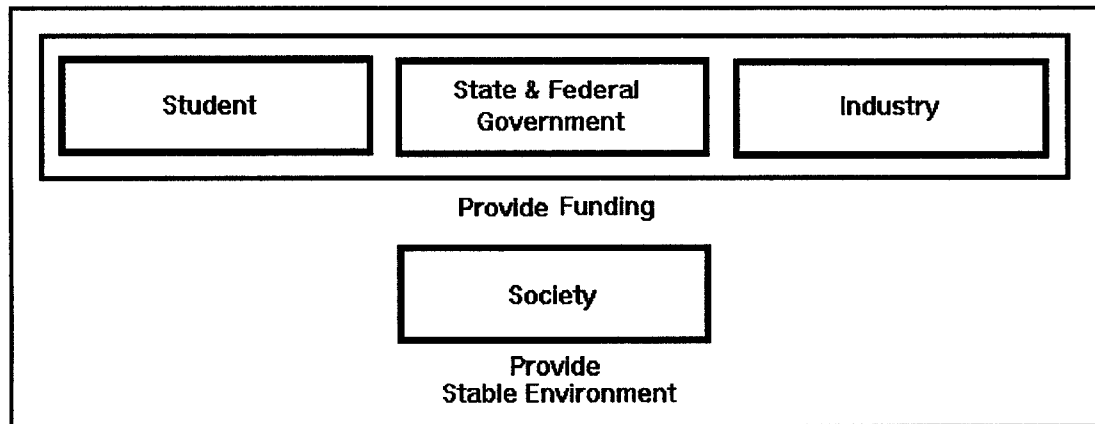 Student
State & Federal
Government
Industry
Provide Funding
Society
Provide
Stable Environment